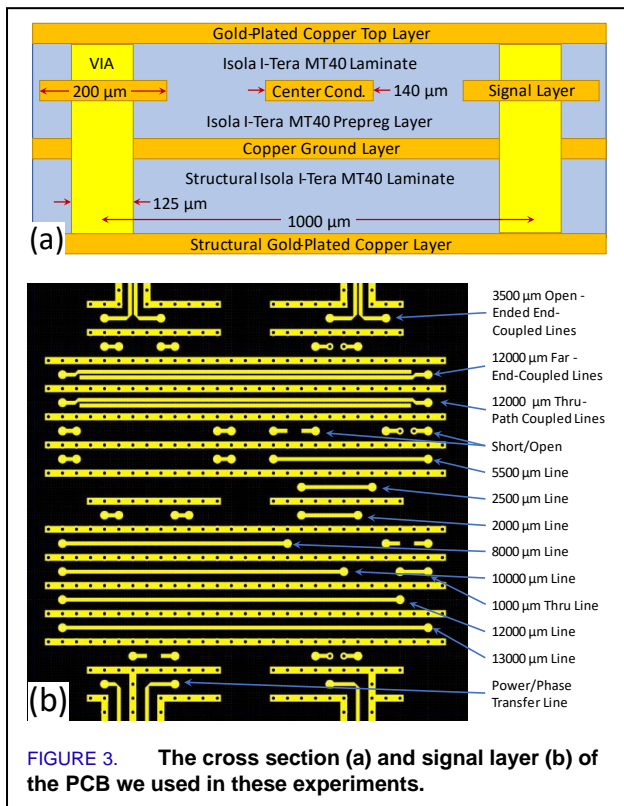 Gold-Plated Copper Top Layer
VIA
Isola I-Tera MT40 Laminate
200 µm
Center Cond.
140 µm
Signal Layer
Isola I-Tera MT40 Prepreg Layer
Copper Ground Layer
Structural Isola I-Tera MT40 Laminate
125 µm
1000 µm
(a)
Structural Gold-Plated Copper Layer
3500 µm Open -
Ended End-
Coupled Lines
12000 µm Far -
End-Coupled Lines
12000 µm Thru-
Path Coupled Lines
Short/Open
5500 µm Line
2500 µm Line
2000 µm Line
8000 µm Line
10000 µm Line
1000 µm Thru Line
12000 µm Line
13000 µm Line
Power/Phase
Transfer Line
(b)
FIGURE 3. The cross section (a) and signal layer (b) of
the PCB we used in these experiments.